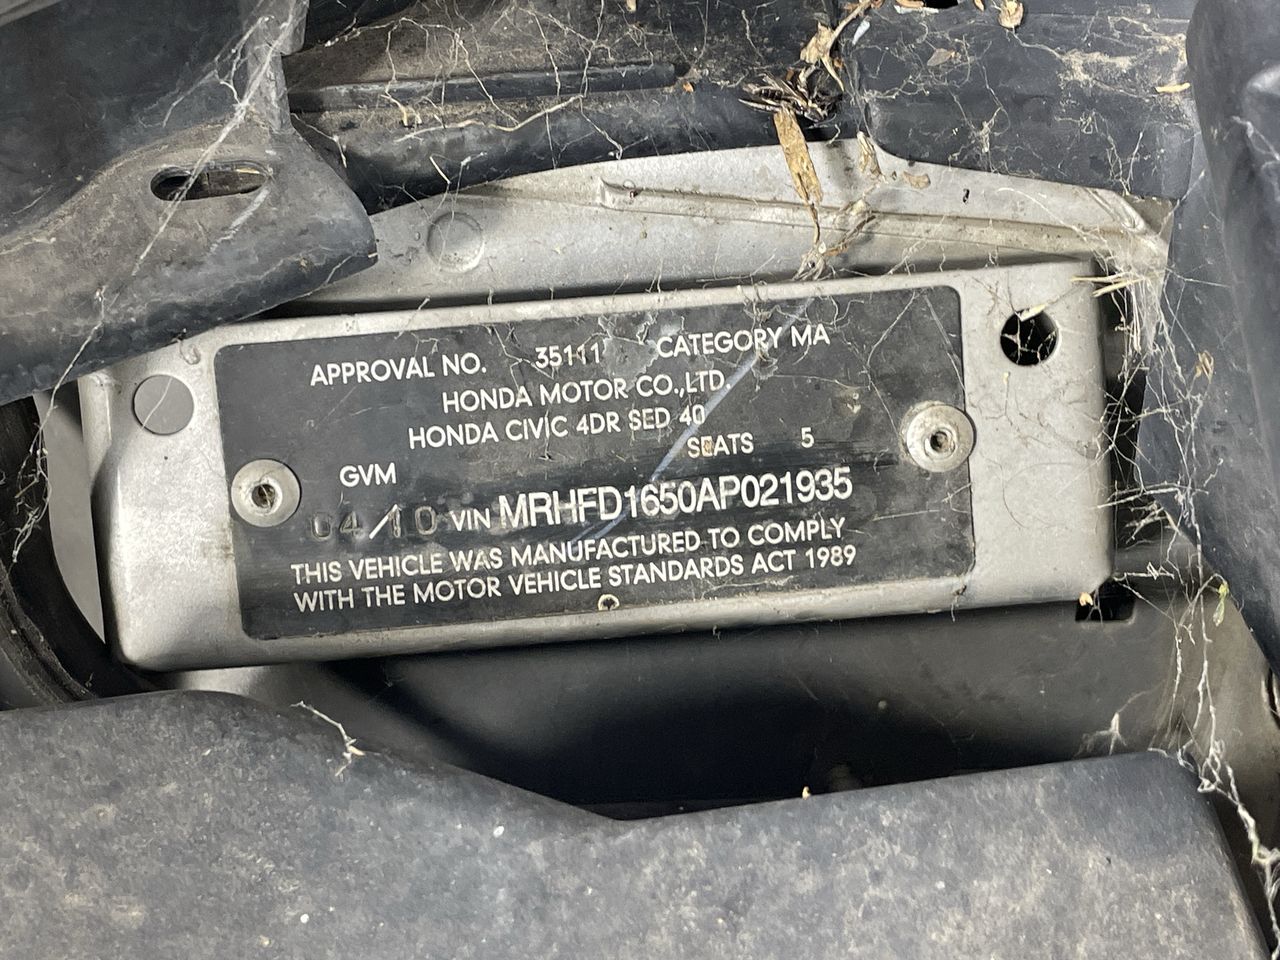 APPROVAL NO. 35111 CATEGORY MA
HONDA MOTOR CO.,LTD.
HONDA CIVIC 4DR SED 40
SEATS 5
GVM
04/10 VIN MRHFD1650AP021935
THIS VEHICLE WAS MANUFACTURED TO COMPLY
WITH THE MOTOR VEHICLE STANDARDS ACT 1989